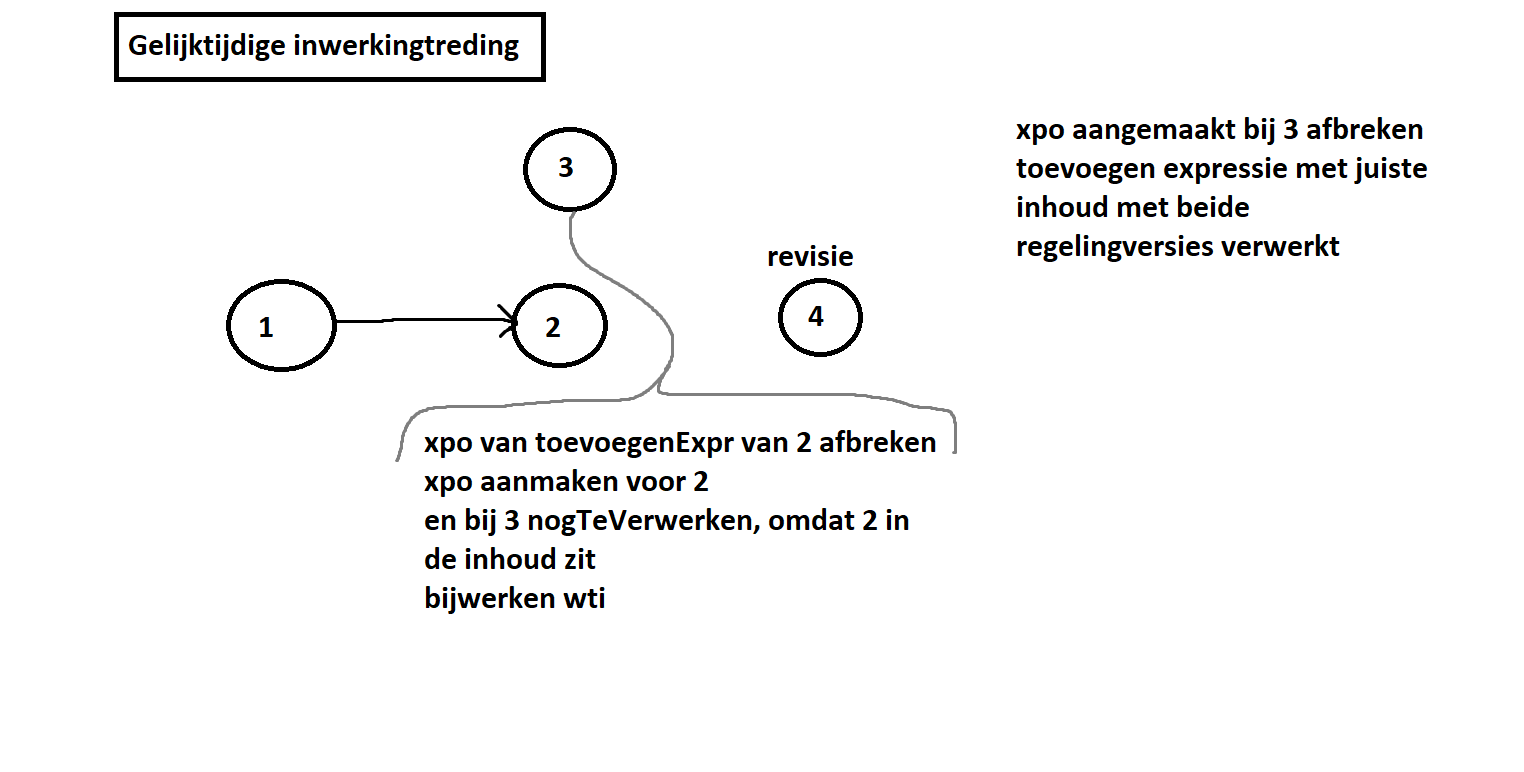 Gelijktijdige inwerkingtreding
3
xpo aangemaakt bij 3 afbreken
toevoegen expressie met juiste
inhoud met beide
regelingversies verwerkt
revisie
1
2
4
xpo van toevoegenExpr van 2 afbreken
xpo aanmaken voor 2
en bij 3 nogTeVerwerken, omdat 2 in
de inhoud zit
bijwerken wti